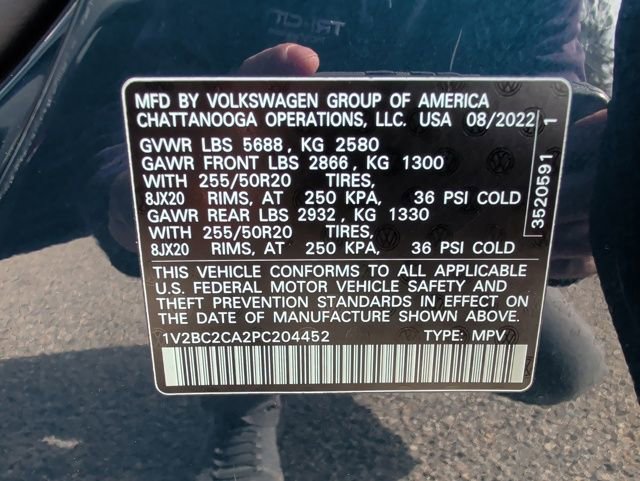 TRI-CIT
MFD BY VOLKSWAGEN GROUP OF AMERICA
CHATTANOOGA OPERATIONS, LLC. USA 08/2022
GVWR LBS 5688, KG 2580
GAWR FRONT LBS 2866, KG 1300
WITH 255/50R20 TIRES,
8JX20 RIMS, AT 250 KPA, 36 PSI COLD
GAWR REAR LBS 2932, KG 1330
WITH 255/50R20 TIRES,
8JX20 RIMS, AT 250 KPA, 36 PSI COLD
THIS VEHICLE CONFORMS TO ALL APPLICABLE
U.S. FEDERAL MOTOR VEHICLE SAFETY AND
THEFT PREVENTION STANDARDS IN EFFECT ON
THE DATE OF MANUFACTURE SHOWN ABOVE.
1V2BC2CA2PC204452 TYPE: MPV
3520591 1